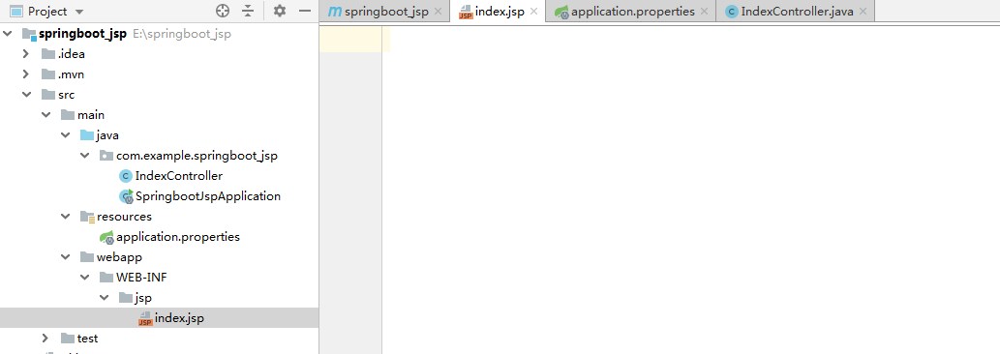 Project
springboot_jsp
index.jsp
application.properties
IndexController.java
springboot_jsp E:\springboot_jsp
.idea
.mvn
src
main
java
com.example.springboot_jsp
IndexController
SpringbootJspApplication
resources
application.properties
webapp
WEB-INF
jsp
index.jsp
test